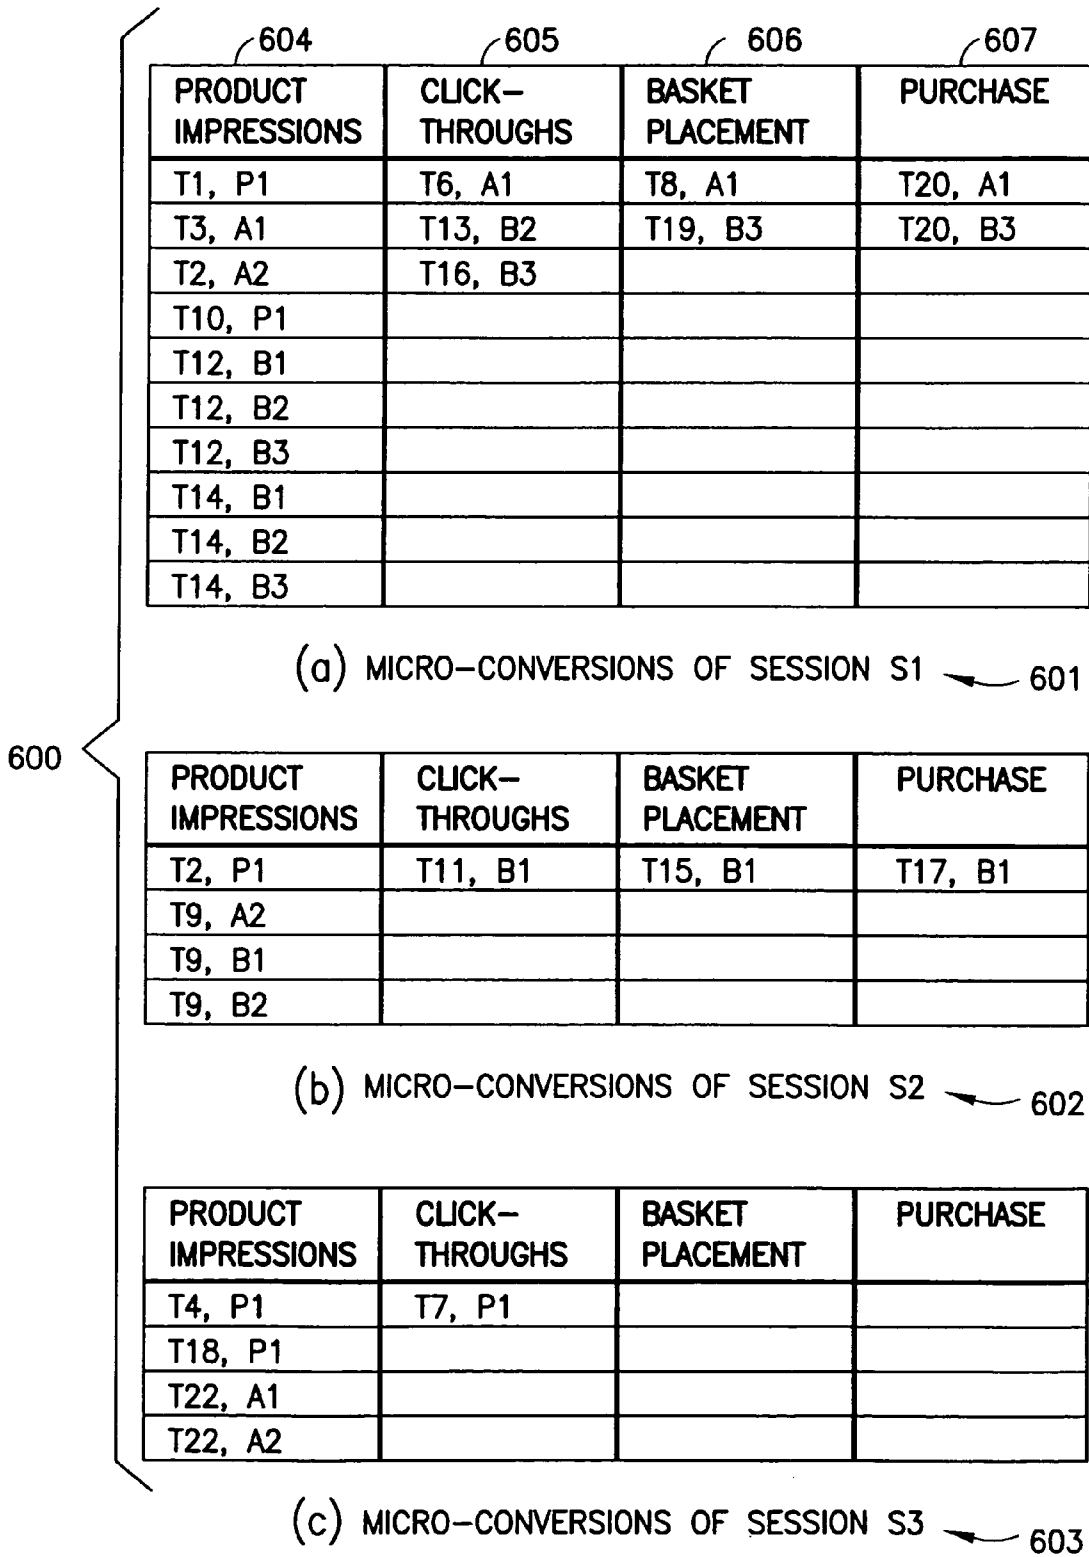 604 605 606 607
PRODUCT IMPRESSIONS CLICK-THROUGHS BASKET PLACEMENT PURCHASE
T1, P1 T6, A1 T8, A1 T20, A1
T3, A1 T13, B2 T19, B3 T20, B3
T2, A2 T16, B3
T10, P1
T12, B1
T12, B2
T12, B3
T14, B1
T14, B2
T14, B3
(a) MICRO-CONVERSIONS OF SESSION S1 601
600
PRODUCT IMPRESSIONS CLICK-THROUGHS BASKET PLACEMENT PURCHASE
T2, P1 T11, B1 T15, B1 T17, B1
T9, A2
T9, B1
T9, B2
(b) MICRO-CONVERSIONS OF SESSION S2 602
PRODUCT IMPRESSIONS CLICK-THROUGHS BASKET PLACEMENT PURCHASE
T4, P1 T7, P1
T18, P1
T22, A1
T22, A2
(c) MICRO-CONVERSIONS OF SESSION S3 603